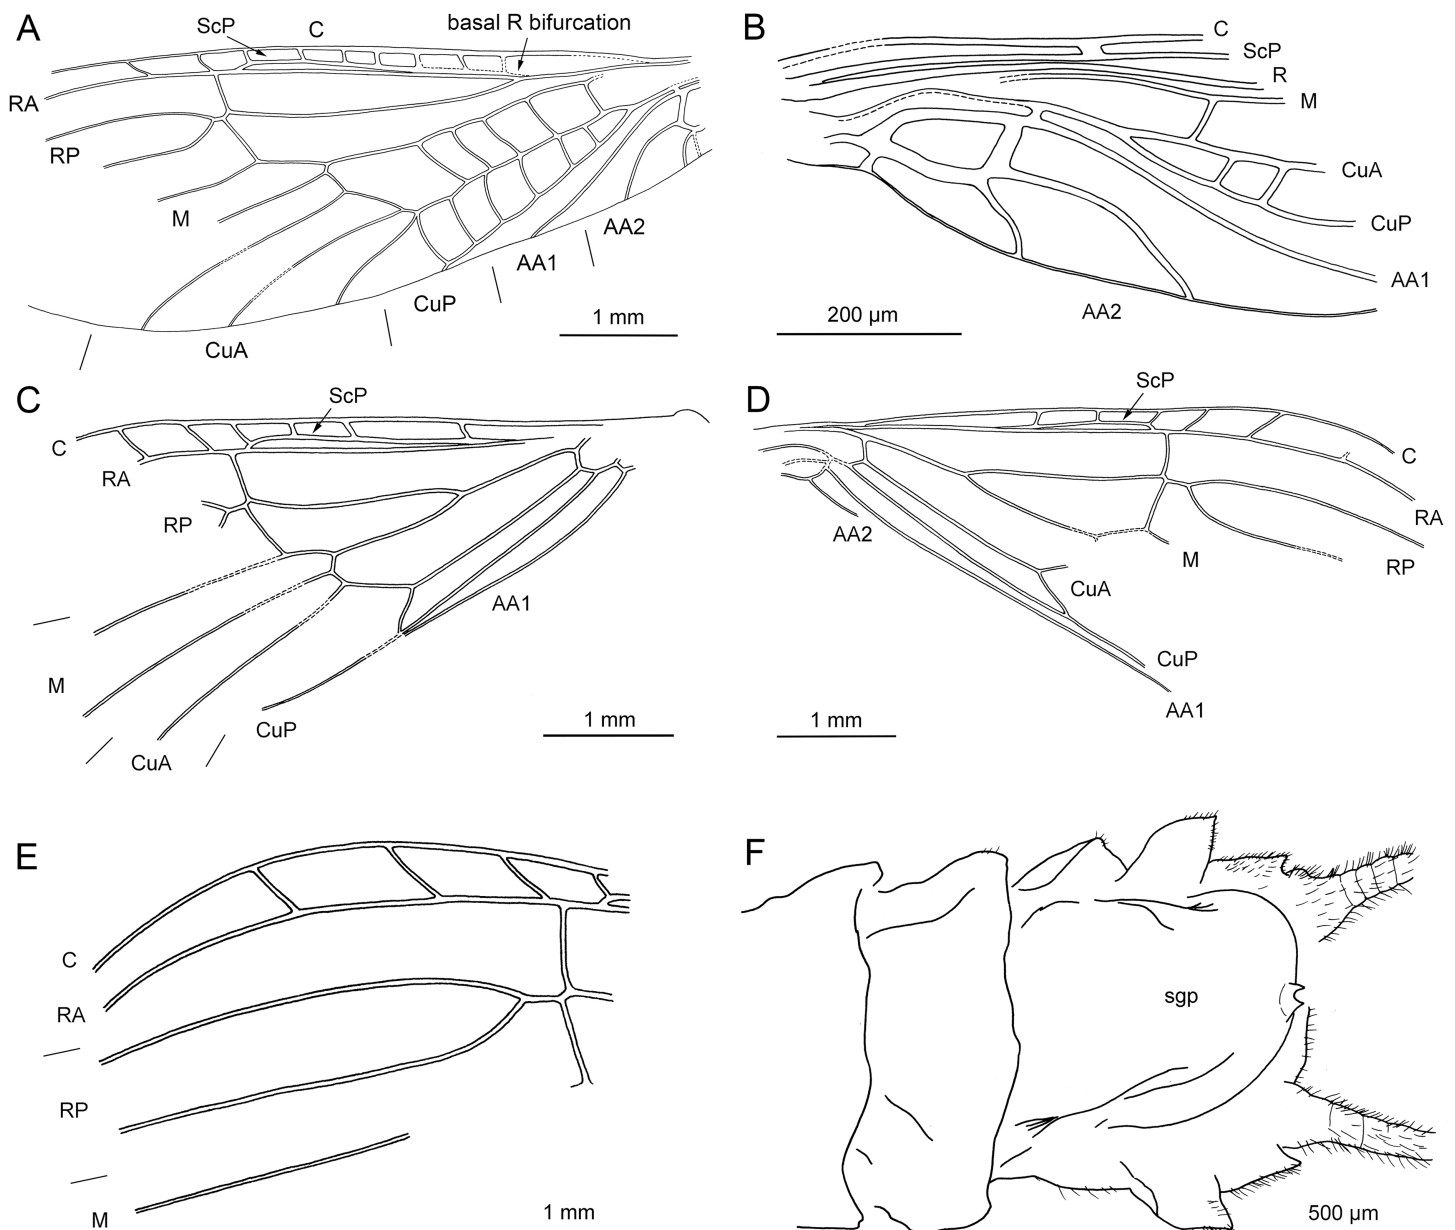 A
ScP
C
basal R bifurcation
RA
RP
M
CuA
CuP
AA1
AA2
1 mm
B
C
ScP
R
M
CuA
CuP
AA1
AA2
200 µm
C
ScP
C
RA
RP
AA1
M
CuP
CuA
1 mm
D
ScP
C
RA
AA2
M
RP
CuA
CuP
AA1
1 mm
E
C
RA
RP
M
1 mm
F
sgp
500 µm